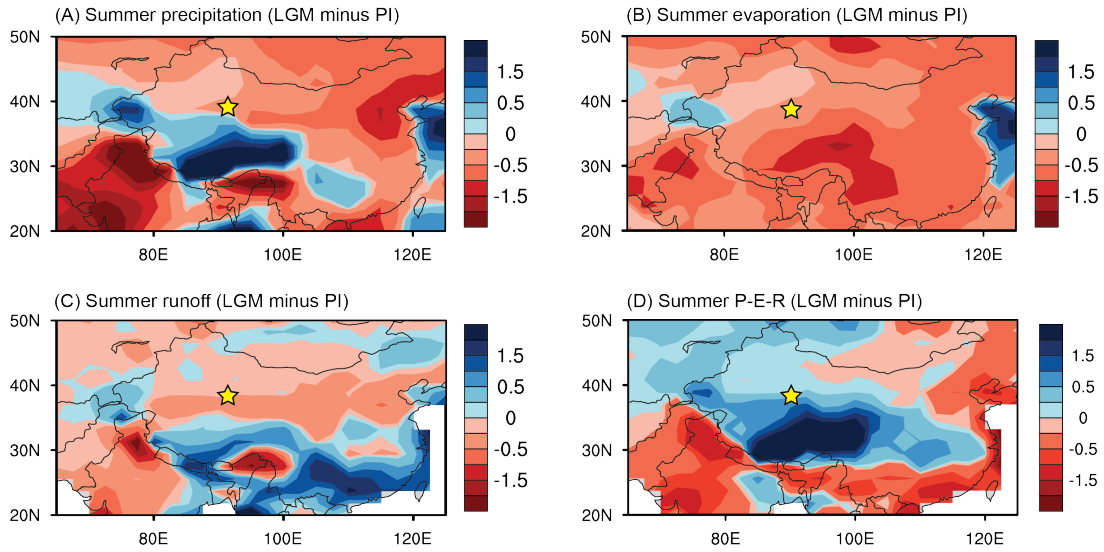 (A) Summer precipitation (LGM minus PI)
50N
40N
30N
20N
80E 100E 120E
1.5
0.5
0
-0.5
-1.5
(B) Summer evaporation (LGM minus PI)
50N
40N
30N
20N
80E 100E 120E
1.5
0.5
0
-0.5
-1.5
(C) Summer runoff (LGM minus PI)
50N
40N
30N
20N
80E 100E 120E
1.5
0.5
0
-0.5
-1.5
(D) Summer P-E-R (LGM minus PI)
50N
40N
30N
20N
80E 100E 120E
1.5
0.5
0
-0.5
-1.5